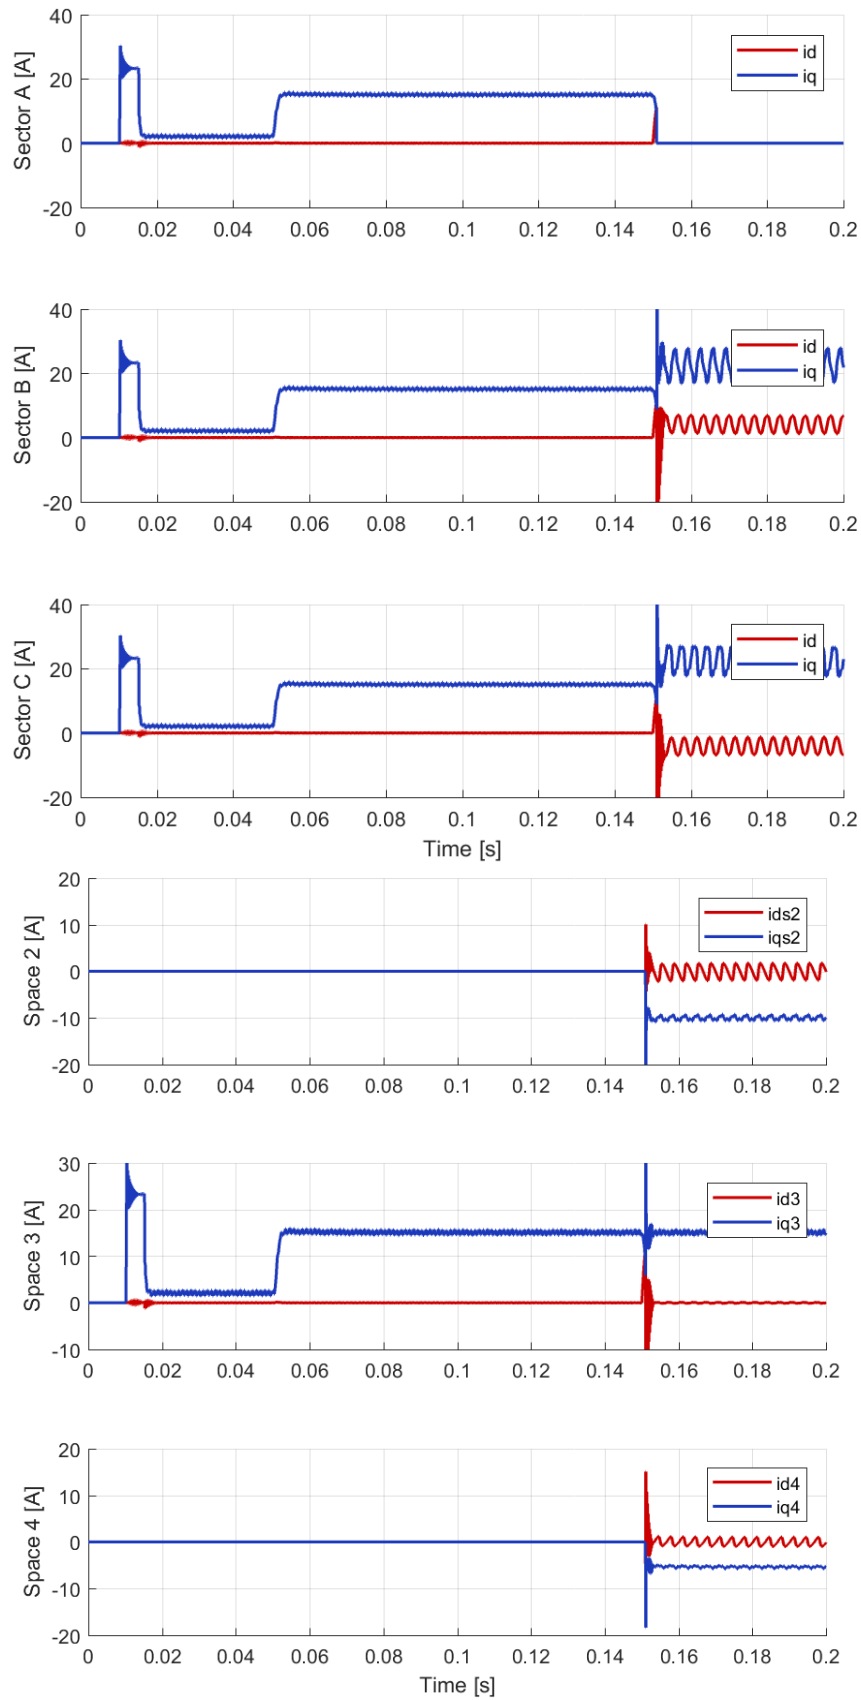 40
20
0
-20
Sector A [A]
id
iq
0 0.02 0.04 0.06 0.08 0.1 0.12 0.14 0.16 0.18 0.2
40
20
0
-20
Sector B [A]
id
iq
0 0.02 0.04 0.06 0.08 0.1 0.12 0.14 0.16 0.18 0.2
40
20
0
-20
Sector C [A]
id
iq
0 0.02 0.04 0.06 0.08 0.1 0.12 0.14 0.16 0.18 0.2
Time [s]
20
10
0
-10
-20
Space 2 [A]
ids2
iqs2
0 0.02 0.04 0.06 0.08 0.1 0.12 0.14 0.16 0.18 0.2
30
20
10
0
-10
Space 3 [A]
id3
iq3
0 0.02 0.04 0.06 0.08 0.1 0.12 0.14 0.16 0.18 0.2
20
10
0
-10
-20
Space 4 [A]
id4
iq4
0 0.02 0.04 0.06 0.08 0.1 0.12 0.14 0.16 0.18 0.2
Time [s]